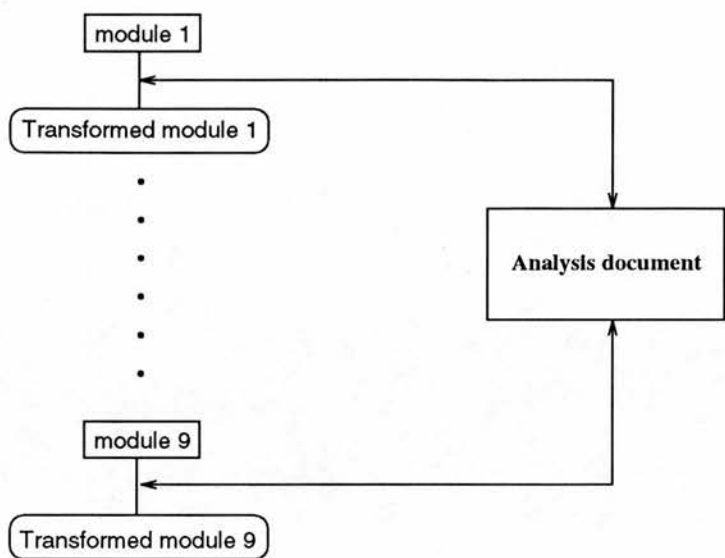 module 1
Transformed module 1
Analysis document
module 9
Transformed module 9